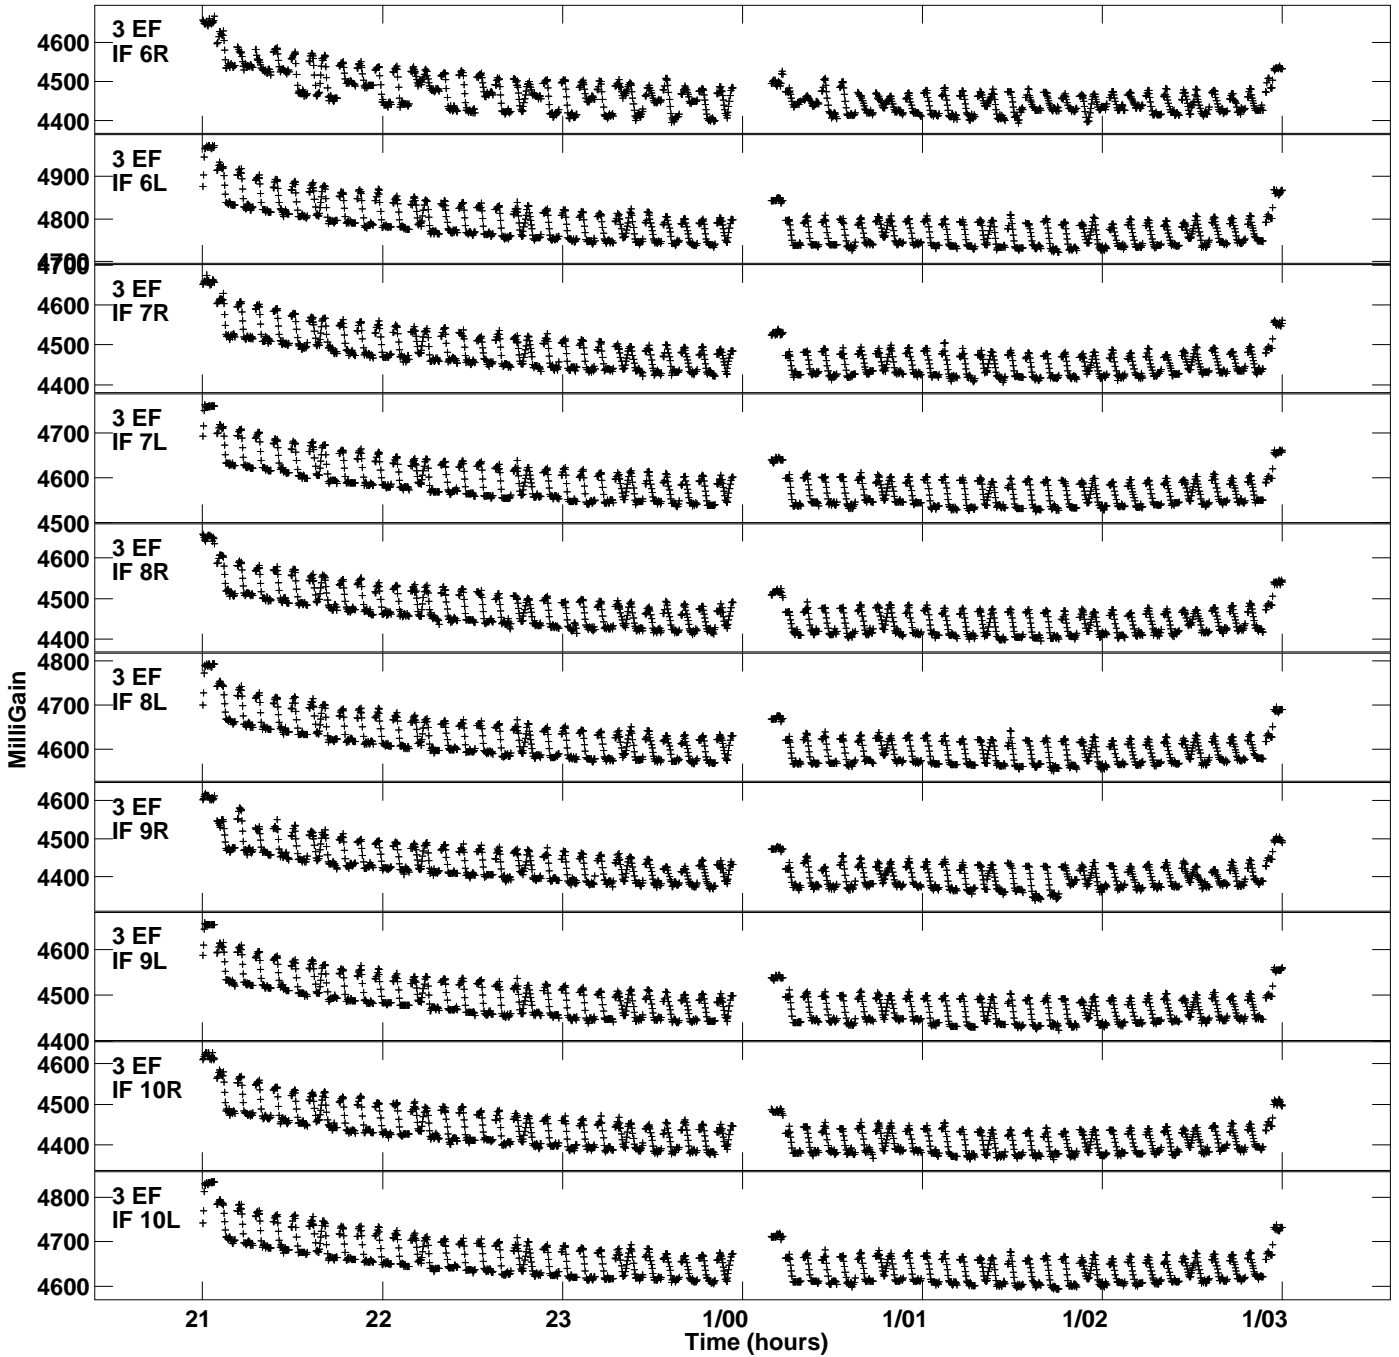 3 EF
IF 6R
4600
4500
4400
3 EF
IF 6L
4900
4800
4700
3 EF
IF 7R
4700
4600
4500
4400
3 EF
IF 7L
4700
4600
4500
3 EF
IF 8R
4600
4500
4400
3 EF
IF 8L
4800
4700
4600
3 EF
IF 9R
4600
4500
4400
3 EF
IF 9L
4600
4500
4400
3 EF
IF 10R
4600
4500
4400
3 EF
IF 10L
4800
4700
4600
MilliGain
21 22 23 1/00 1/01 1/02 1/03
Time (hours)